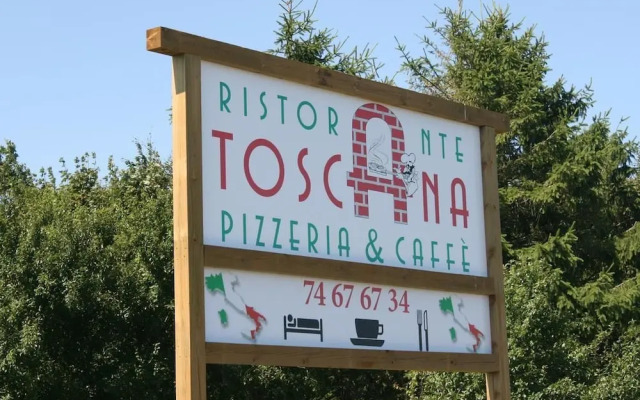 RISTORANTE
TOSCANA
PIZZERIA & CAFFÈ
74 67 67 34